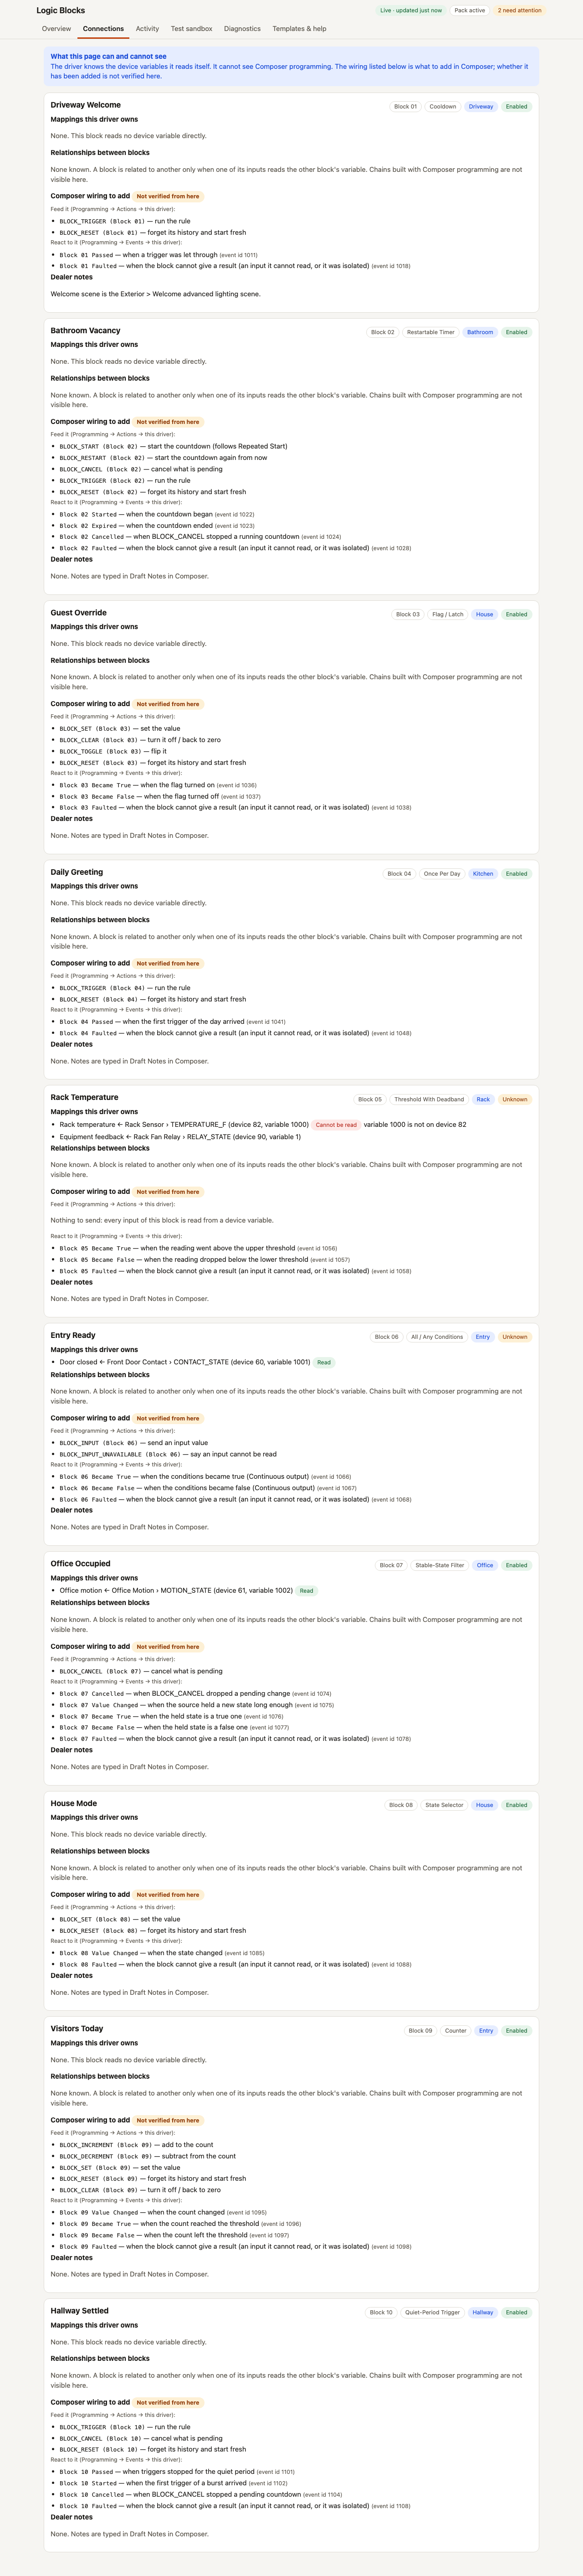 Logic Blocks
Live · updated just now
Pack active
2 need attention
Overview
Connections
Activity
Test sandbox
Diagnostics
Templates & help
What this page can and cannot see
The driver knows the device variables it reads itself. It cannot see Composer programming. The wiring listed below is what to add in Composer; whether it
has been added is not verified here.
Driveway Welcome
Block 01
Cooldown
Driveway
Enabled
Mappings this driver owns
None. This block reads no device variable directly.
Relationships between blocks
None known. A block is related to another only when one of its inputs reads the other block's variable. Chains built with Composer programming are not
visible here.
Composer wiring to add Not verified from here
Feed it (Programming → Actions → this driver):
• BLOCK_TRIGGER (Block 01) — run the rule
• BLOCK_RESET (Block 01) — forget its history and start fresh
React to it (Programming → Events → this driver):
• Block 01 Passed — when a trigger was let through (event id 1011)
• Block 01 Faulted — when the block cannot give a result (an input it cannot read, or it was isolated) (event id 1018)
Dealer notes
Welcome scene is the Exterior > Welcome advanced lighting scene.
Bathroom Vacancy
Block 02
Restartable Timer
Bathroom
Enabled
Mappings this driver owns
None. This block reads no device variable directly.
Relationships between blocks
None known. A block is related to another only when one of its inputs reads the other block's variable. Chains built with Composer programming are not
visible here.
Composer wiring to add Not verified from here
Feed it (Programming → Actions → this driver):
• BLOCK_START (Block 02) — start the countdown (follows Repeated Start)
• BLOCK_RESTART (Block 02) — start the countdown again from now
• BLOCK_CANCEL (Block 02) — cancel what is pending
• BLOCK_TRIGGER (Block 02) — run the rule
• BLOCK_RESET (Block 02) — forget its history and start fresh
React to it (Programming → Events → this driver):
• Block 02 Started — when the countdown began (event id 1022)
• Block 02 Expired — when the countdown ended (event id 1023)
• Block 02 Cancelled — when BLOCK_CANCEL stopped a running countdown (event id 1024)
• Block 02 Faulted — when the block cannot give a result (an input it cannot read, or it was isolated) (event id 1028)
Dealer notes
None. Notes are typed in Draft Notes in Composer.
Guest Override
Block 03
Flag / Latch
House
Enabled
Mappings this driver owns
None. This block reads no device variable directly.
Relationships between blocks
None known. A block is related to another only when one of its inputs reads the other block's variable. Chains built with Composer programming are not
visible here.
Composer wiring to add Not verified from here
Feed it (Programming → Actions → this driver):
• BLOCK_SET (Block 03) — set the value
• BLOCK_CLEAR (Block 03) — turn it off / back to zero
• BLOCK_TOGGLE (Block 03) — flip it
• BLOCK_RESET (Block 03) — forget its history and start fresh
React to it (Programming → Events → this driver):
• Block 03 Became True — when the flag turned on (event id 1036)
• Block 03 Became False — when the flag turned off (event id 1037)
• Block 03 Faulted — when the block cannot give a result (an input it cannot read, or it was isolated) (event id 1038)
Dealer notes
None. Notes are typed in Draft Notes in Composer.
Daily Greeting
Block 04
Once Per Day
Kitchen
Enabled
Mappings this driver owns
None. This block reads no device variable directly.
Relationships between blocks
None known. A block is related to another only when one of its inputs reads the other block's variable. Chains built with Composer programming are not
visible here.
Composer wiring to add Not verified from here
Feed it (Programming → Actions → this driver):
• BLOCK_TRIGGER (Block 04) — run the rule
• BLOCK_RESET (Block 04) — forget its history and start fresh
React to it (Programming → Events → this driver):
• Block 04 Passed — when the first trigger of the day arrived (event id 1041)
• Block 04 Faulted — when the block cannot give a result (an input it cannot read, or it was isolated) (event id 1048)
Dealer notes
None. Notes are typed in Draft Notes in Composer.
Rack Temperature
Block 05
Threshold With Deadband
Rack
Unknown
Mappings this driver owns
• Rack temperature ← Rack Sensor › TEMPERATURE_F (device 82, variable 1000) Cannot be read variable 1000 is not on device 82
• Equipment feedback ← Rack Fan Relay › RELAY_STATE (device 90, variable 1)
Relationships between blocks
None known. A block is related to another only when one of its inputs reads the other block's variable. Chains built with Composer programming are not
visible here.
Composer wiring to add Not verified from here
Feed it (Programming → Actions → this driver):
Nothing to send: every input of this block is read from a device variable.
React to it (Programming → Events → this driver):
• Block 05 Became True — when the reading went above the upper threshold (event id 1056)
• Block 05 Became False — when the reading dropped below the lower threshold (event id 1057)
• Block 05 Faulted — when the block cannot give a result (an input it cannot read, or it was isolated) (event id 1058)
Dealer notes
None. Notes are typed in Draft Notes in Composer.
Entry Ready
Block 06
All / Any Conditions
Entry
Unknown
Mappings this driver owns
• Door closed ← Front Door Contact › CONTACT_STATE (device 60, variable 1001) Read
Relationships between blocks
None known. A block is related to another only when one of its inputs reads the other block's variable. Chains built with Composer programming are not
visible here.
Composer wiring to add Not verified from here
Feed it (Programming → Actions → this driver):
• BLOCK_INPUT (Block 06) — send an input value
• BLOCK_INPUT_UNAVAILABLE (Block 06) — say an input cannot be read
React to it (Programming → Events → this driver):
• Block 06 Became True — when the conditions became true (Continuous output) (event id 1066)
• Block 06 Became False — when the conditions became false (Continuous output) (event id 1067)
• Block 06 Faulted — when the block cannot give a result (an input it cannot read, or it was isolated) (event id 1068)
Dealer notes
None. Notes are typed in Draft Notes in Composer.
Office Occupied
Block 07
Stable-State Filter
Office
Enabled
Mappings this driver owns
• Office motion ← Office Motion › MOTION_STATE (device 61, variable 1002) Read
Relationships between blocks
None known. A block is related to another only when one of its inputs reads the other block's variable. Chains built with Composer programming are not
visible here.
Composer wiring to add Not verified from here
Feed it (Programming → Actions → this driver):
• BLOCK_CANCEL (Block 07) — cancel what is pending
React to it (Programming → Events → this driver):
• Block 07 Cancelled — when BLOCK_CANCEL dropped a pending change (event id 1074)
• Block 07 Value Changed — when the source held a new state long enough (event id 1075)
• Block 07 Became True — when the held state is a true one (event id 1076)
• Block 07 Became False — when the held state is a false one (event id 1077)
• Block 07 Faulted — when the block cannot give a result (an input it cannot read, or it was isolated) (event id 1078)
Dealer notes
None. Notes are typed in Draft Notes in Composer.
House Mode
Block 08
State Selector
House
Enabled
Mappings this driver owns
None. This block reads no device variable directly.
Relationships between blocks
None known. A block is related to another only when one of its inputs reads the other block's variable. Chains built with Composer programming are not
visible here.
Composer wiring to add Not verified from here
Feed it (Programming → Actions → this driver):
• BLOCK_SET (Block 08) — set the value
• BLOCK_RESET (Block 08) — forget its history and start fresh
React to it (Programming → Events → this driver):
• Block 08 Value Changed — when the state changed (event id 1085)
• Block 08 Faulted — when the block cannot give a result (an input it cannot read, or it was isolated) (event id 1088)
Dealer notes
None. Notes are typed in Draft Notes in Composer.
Visitors Today
Block 09
Counter
Entry
Enabled
Mappings this driver owns
None. This block reads no device variable directly.
Relationships between blocks
None known. A block is related to another only when one of its inputs reads the other block's variable. Chains built with Composer programming are not
visible here.
Composer wiring to add Not verified from here
Feed it (Programming → Actions → this driver):
• BLOCK_INCREMENT (Block 09) — add to the count
• BLOCK_DECREMENT (Block 09) — subtract from the count
• BLOCK_SET (Block 09) — set the value
• BLOCK_RESET (Block 09) — forget its history and start fresh
• BLOCK_CLEAR (Block 09) — turn it off / back to zero
React to it (Programming → Events → this driver):
• Block 09 Value Changed — when the count changed (event id 1095)
• Block 09 Became True — when the count reached the threshold (event id 1096)
• Block 09 Became False — when the count left the threshold (event id 1097)
• Block 09 Faulted — when the block cannot give a result (an input it cannot read, or it was isolated) (event id 1098)
Dealer notes
None. Notes are typed in Draft Notes in Composer.
Hallway Settled
Block 10
Quiet-Period Trigger
Hallway
Enabled
Mappings this driver owns
None. This block reads no device variable directly.
Relationships between blocks
None known. A block is related to another only when one of its inputs reads the other block's variable. Chains built with Composer programming are not
visible here.
Composer wiring to add Not verified from here
Feed it (Programming → Actions → this driver):
• BLOCK_TRIGGER (Block 10) — run the rule
• BLOCK_CANCEL (Block 10) — cancel what is pending
• BLOCK_RESET (Block 10) — forget its history and start fresh
React to it (Programming → Events → this driver):
• Block 10 Passed — when triggers stopped for the quiet period (event id 1101)
• Block 10 Started — when the first trigger of a burst arrived (event id 1102)
• Block 10 Cancelled — when BLOCK_CANCEL stopped a pending countdown (event id 1104)
• Block 10 Faulted — when the block cannot give a result (an input it cannot read, or it was isolated) (event id 1108)
Dealer notes
None. Notes are typed in Draft Notes in Composer.